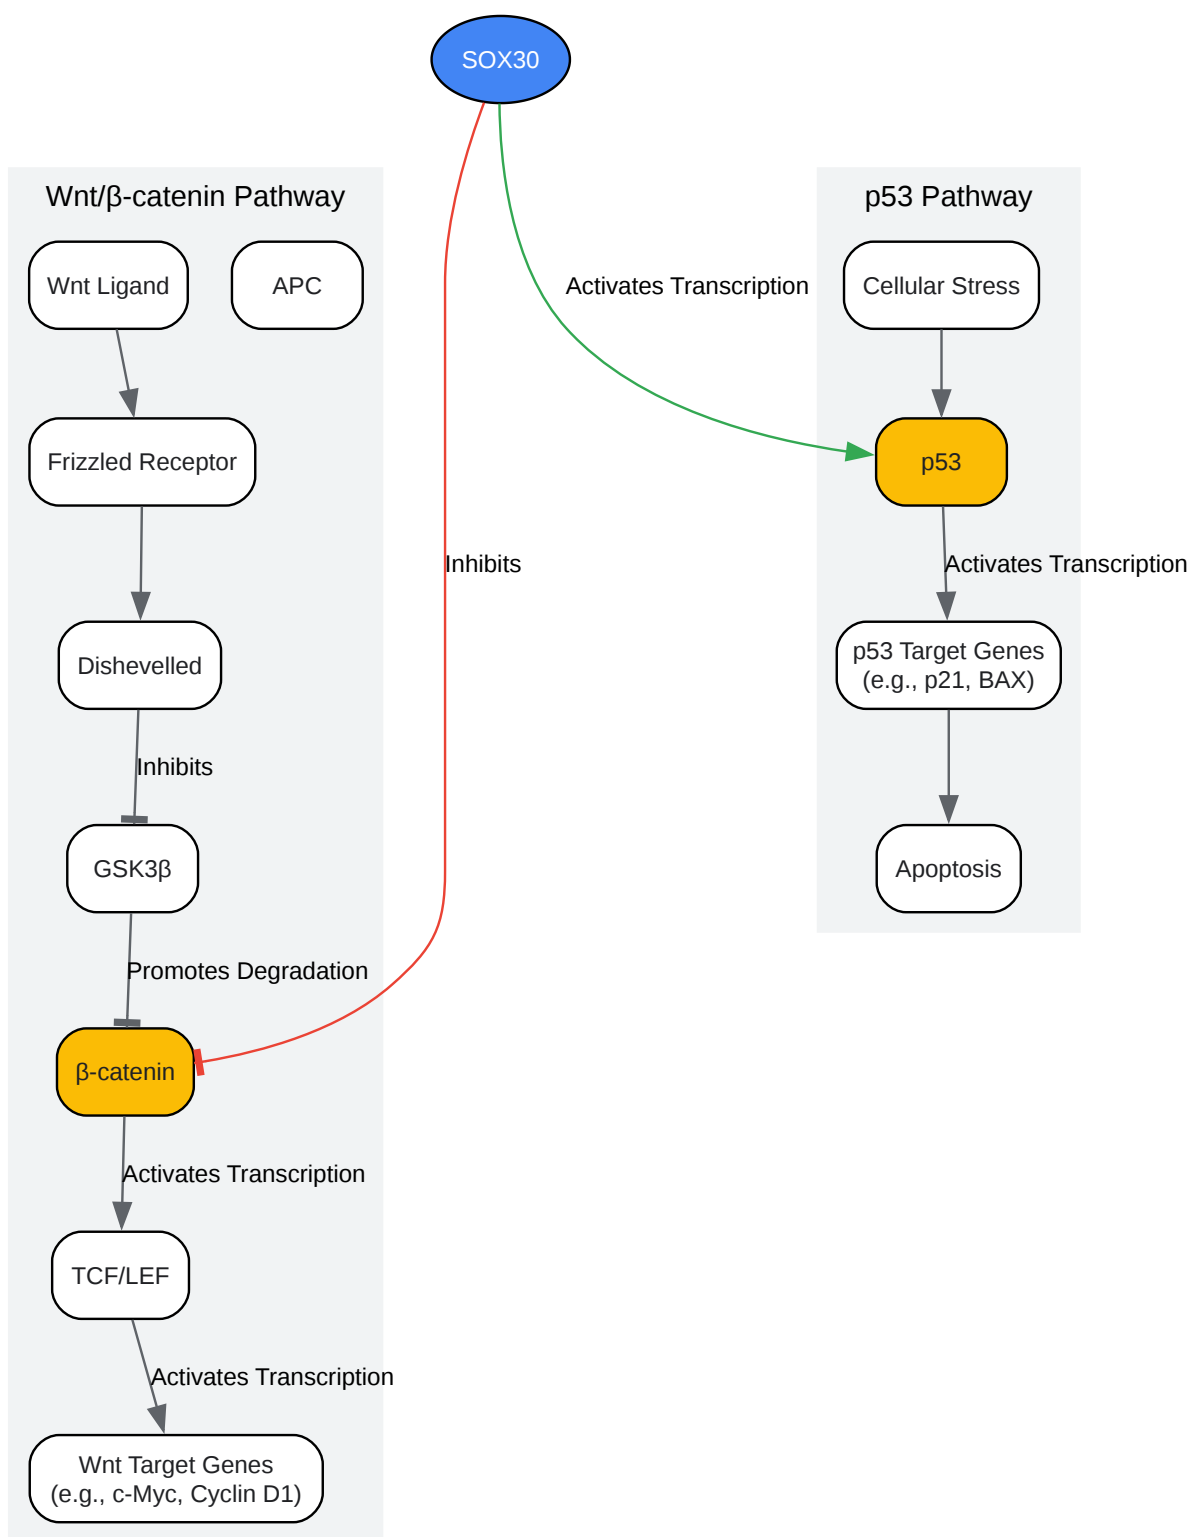 SOX30
Wnt/β-catenin Pathway
Wnt Ligand
APC
Frizzled Receptor
Dishevelled
Inhibits
GSK3β
Promotes Degradation
β-catenin
Activates Transcription
TCF/LEF
Activates Transcription
Wnt Target Genes
(e.g., c-Myc, Cyclin D1)
Inhibits
Activates Transcription
p53 Pathway
Cellular Stress
p53
Activates Transcription
p53 Target Genes
(e.g., p21, BAX)
Apoptosis